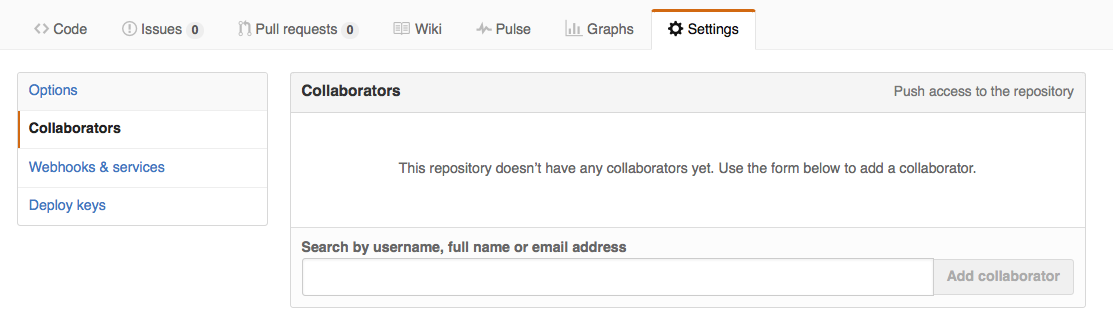 Code Issues 0 Pull requests 0 Wiki Pulse Graphs Settings
Options
Collaborators
Webhooks & services
Deploy keys
Collaborators Push access to the repository
This repository doesn't have any collaborators yet. Use the form below to add a collaborator.
Search by username, full name or email address
Add collaborator